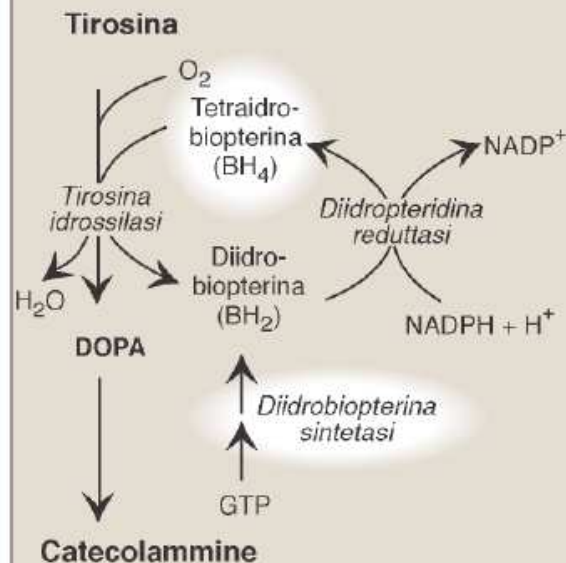 Tirosina
O₂
Tetraidro-
biopterina
(BH₄)
NADP⁺
Tirosina
idrossilasi
Diidropteridina
reduttasi
Diidro-
biopterina
(BH₂)
H₂O
NADPH + H⁺
DOPA
Diidrobiopterina
sintetasi
GTP
Catecolammine